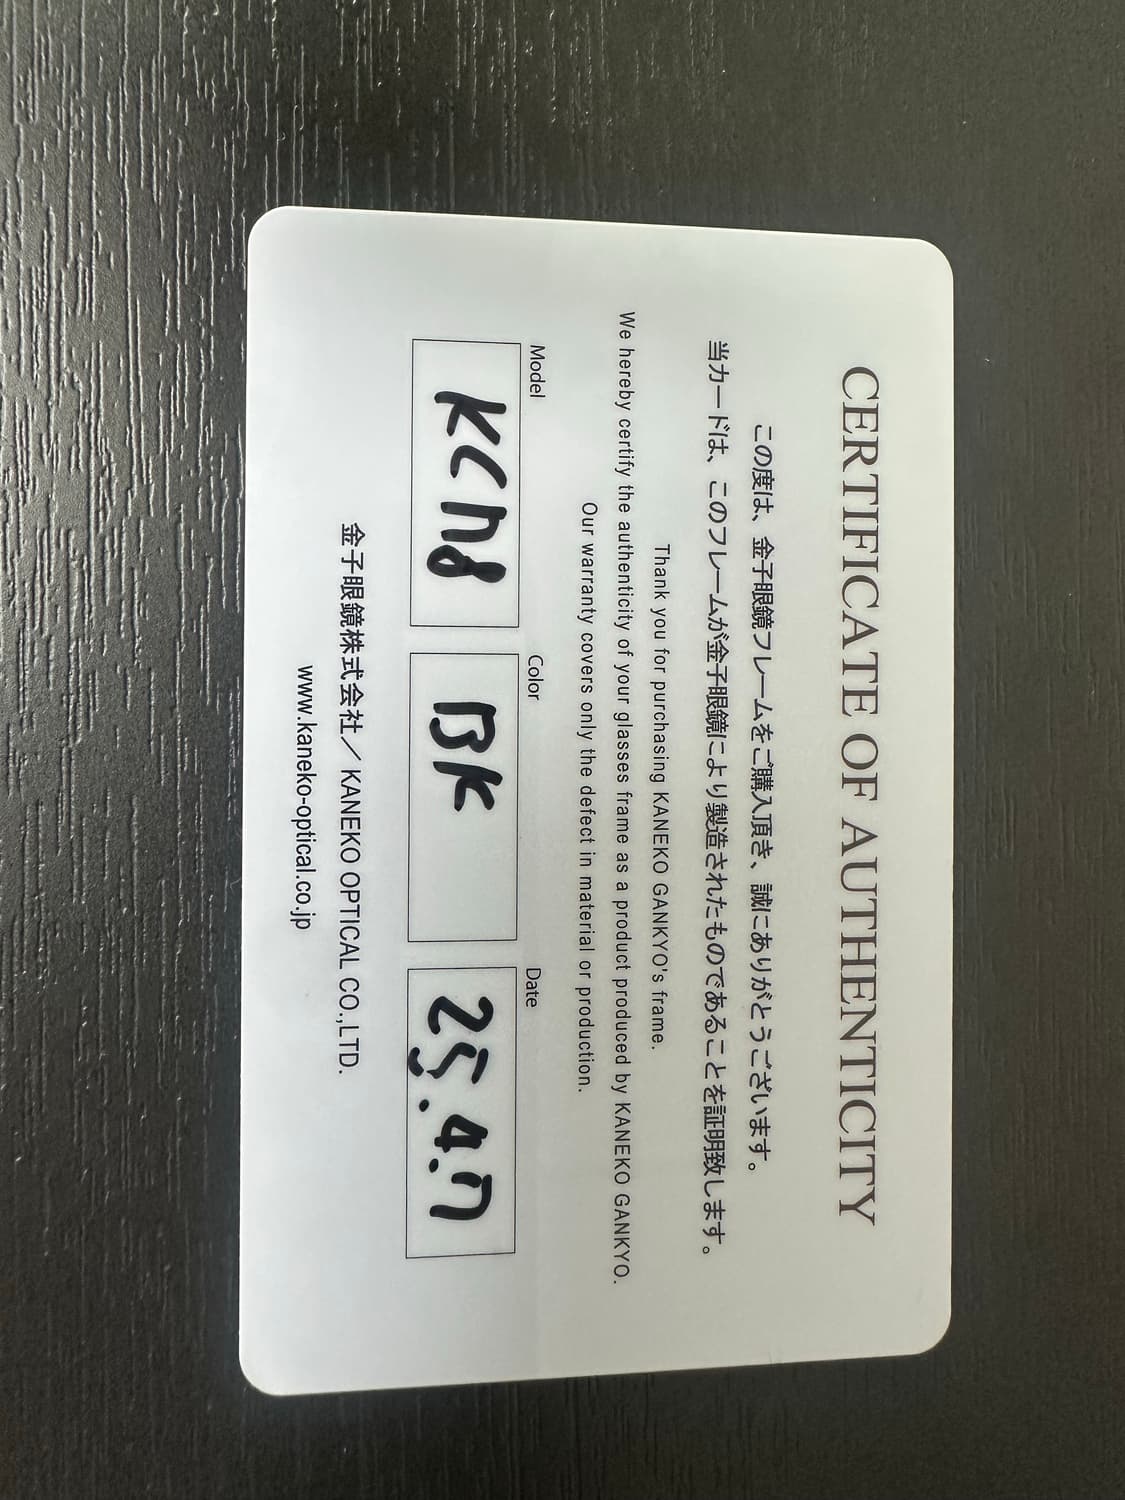 CERTIFICATE OF AUTHENTICITY
この度は、金子眼鏡フレームをご購入頂き、誠にありがとうございます。
当カードは、このフレームが金子眼鏡により製造されたものであることを証明致します。
Thank you for purchasing KANEKO GANKYO's frame.
We hereby certify the authenticity of your glasses frame as a product produced by KANEKO GANKYO.
Our warranty covers only the defect in material or production.
Model Color Date
KC78 BK 25.4.7
金子眼鏡株式会社／KANEKO OPTICAL CO.,LTD.
www.kaneko-optical.co.jp